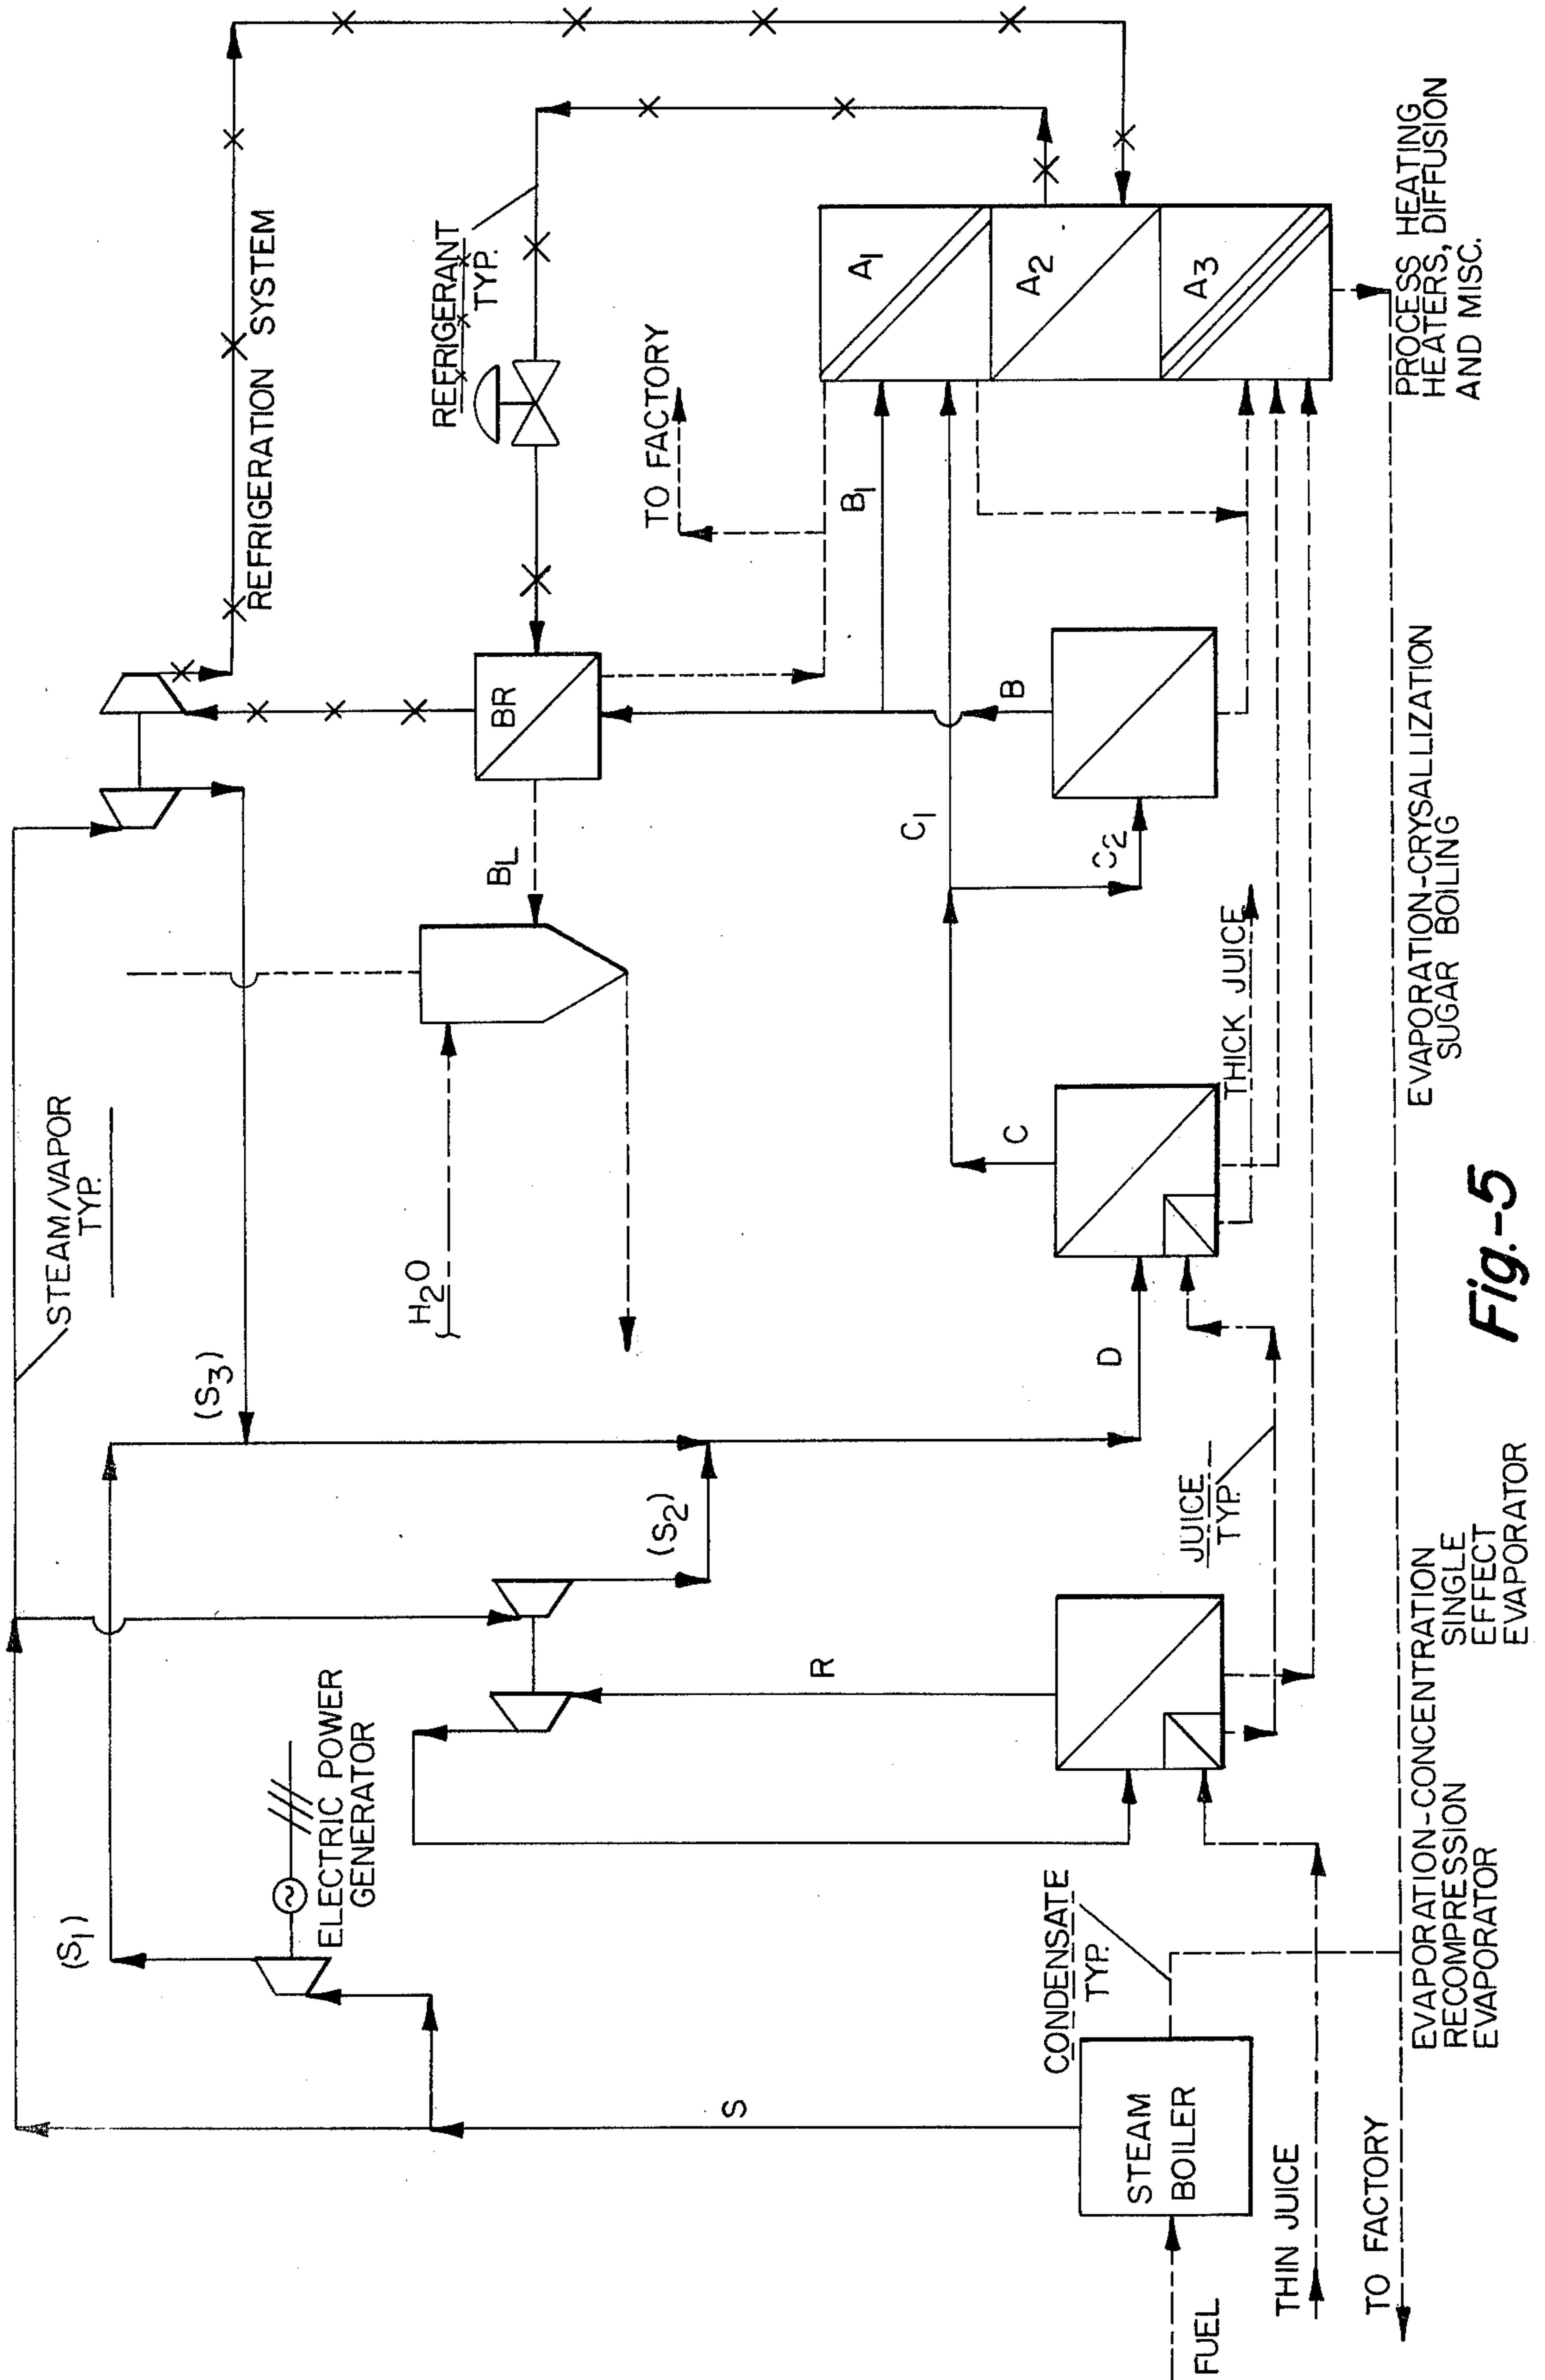 FUEL
STEAM
BOILER
THIN JUICE
TO FACTORY
CONDENSATE
TYP.
S
(S1)
ELECTRIC POWER
GENERATOR
R
(S2)
(S3)
STEAM/VAPOR
TYP.
H2O
JUICE
TYP.
D
C
THICK JUICE
C1
C2
B
B1
BL
BR
TO FACTORY
REFRIGERANT
TYP.
REFRIGERATION SYSTEM
A1
A2
A3
EVAPORATION-CONCENTRATION
RECOMPRESSION SINGLE
EVAPORATOR EFFECT
EVAPORATOR
EVAPORATION-CRYSALLIZATION
SUGAR BOILING
PROCESS HEATING
HEATERS, DIFFUSION
AND MISC.
Fig.-5